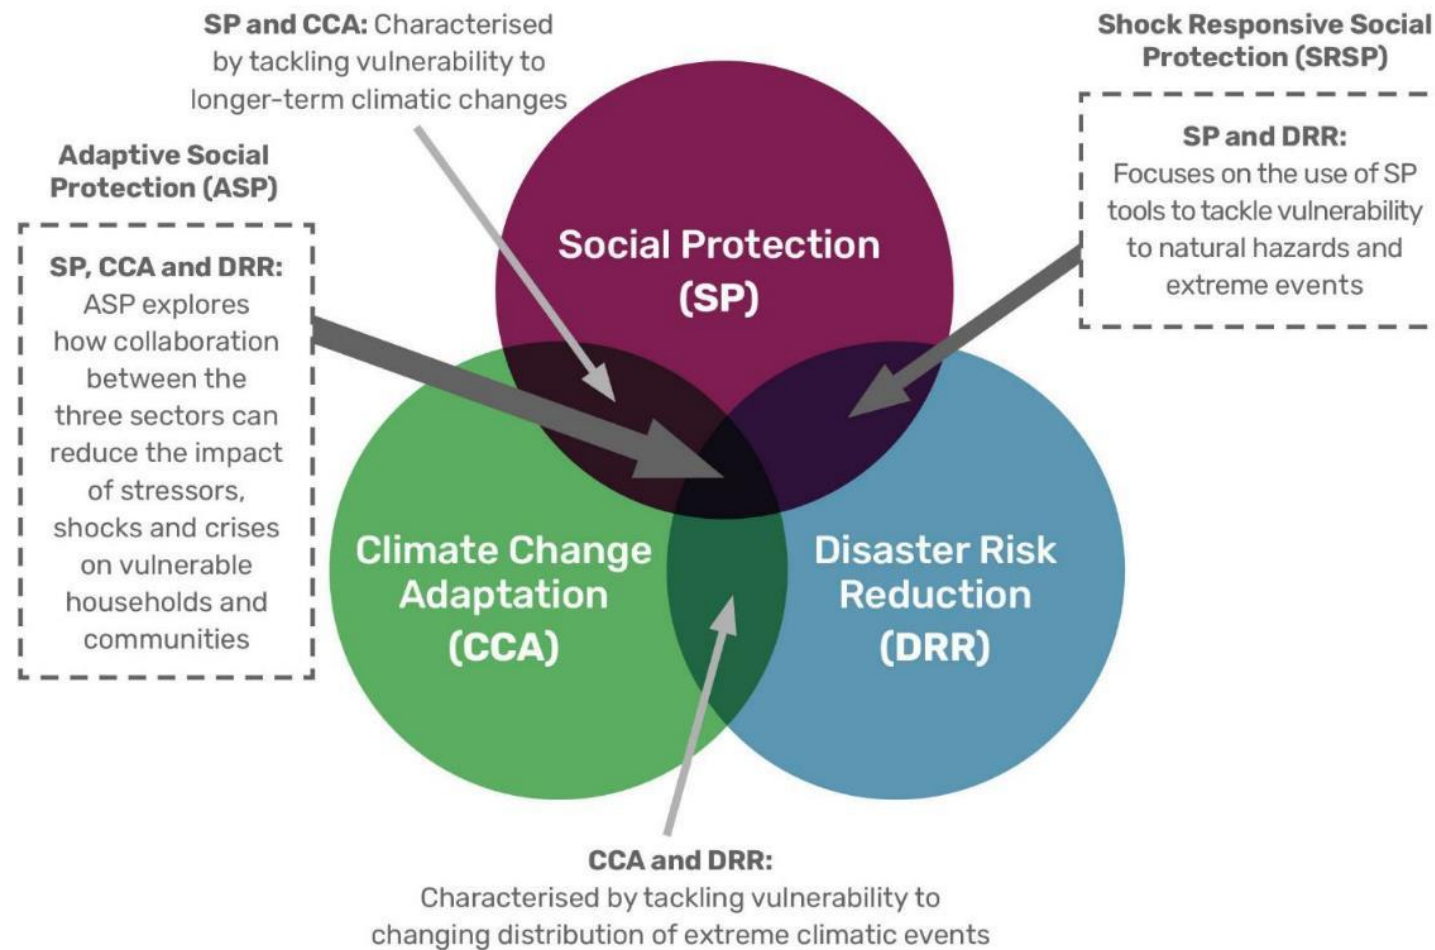 SP and CCA: Characterised
by tackling vulnerability to
longer-term climatic changes
Shock Responsive Social
Protection (SRSP)
SP and DRR:
Focuses on the use of SP
tools to tackle vulnerability
to natural hazards and
extreme events
Adaptive Social
Protection (ASP)
SP, CCA and DRR:
ASP explores
how collaboration
between the
three sectors can
reduce the impact
of stressors,
shocks and crises
on vulnerable
households and
communities
Social Protection
(SP)
Climate Change
Adaptation
(CCA)
Disaster Risk
Reduction
(DRR)
CCA and DRR:
Characterised by tackling vulnerability to
changing distribution of extreme climatic events